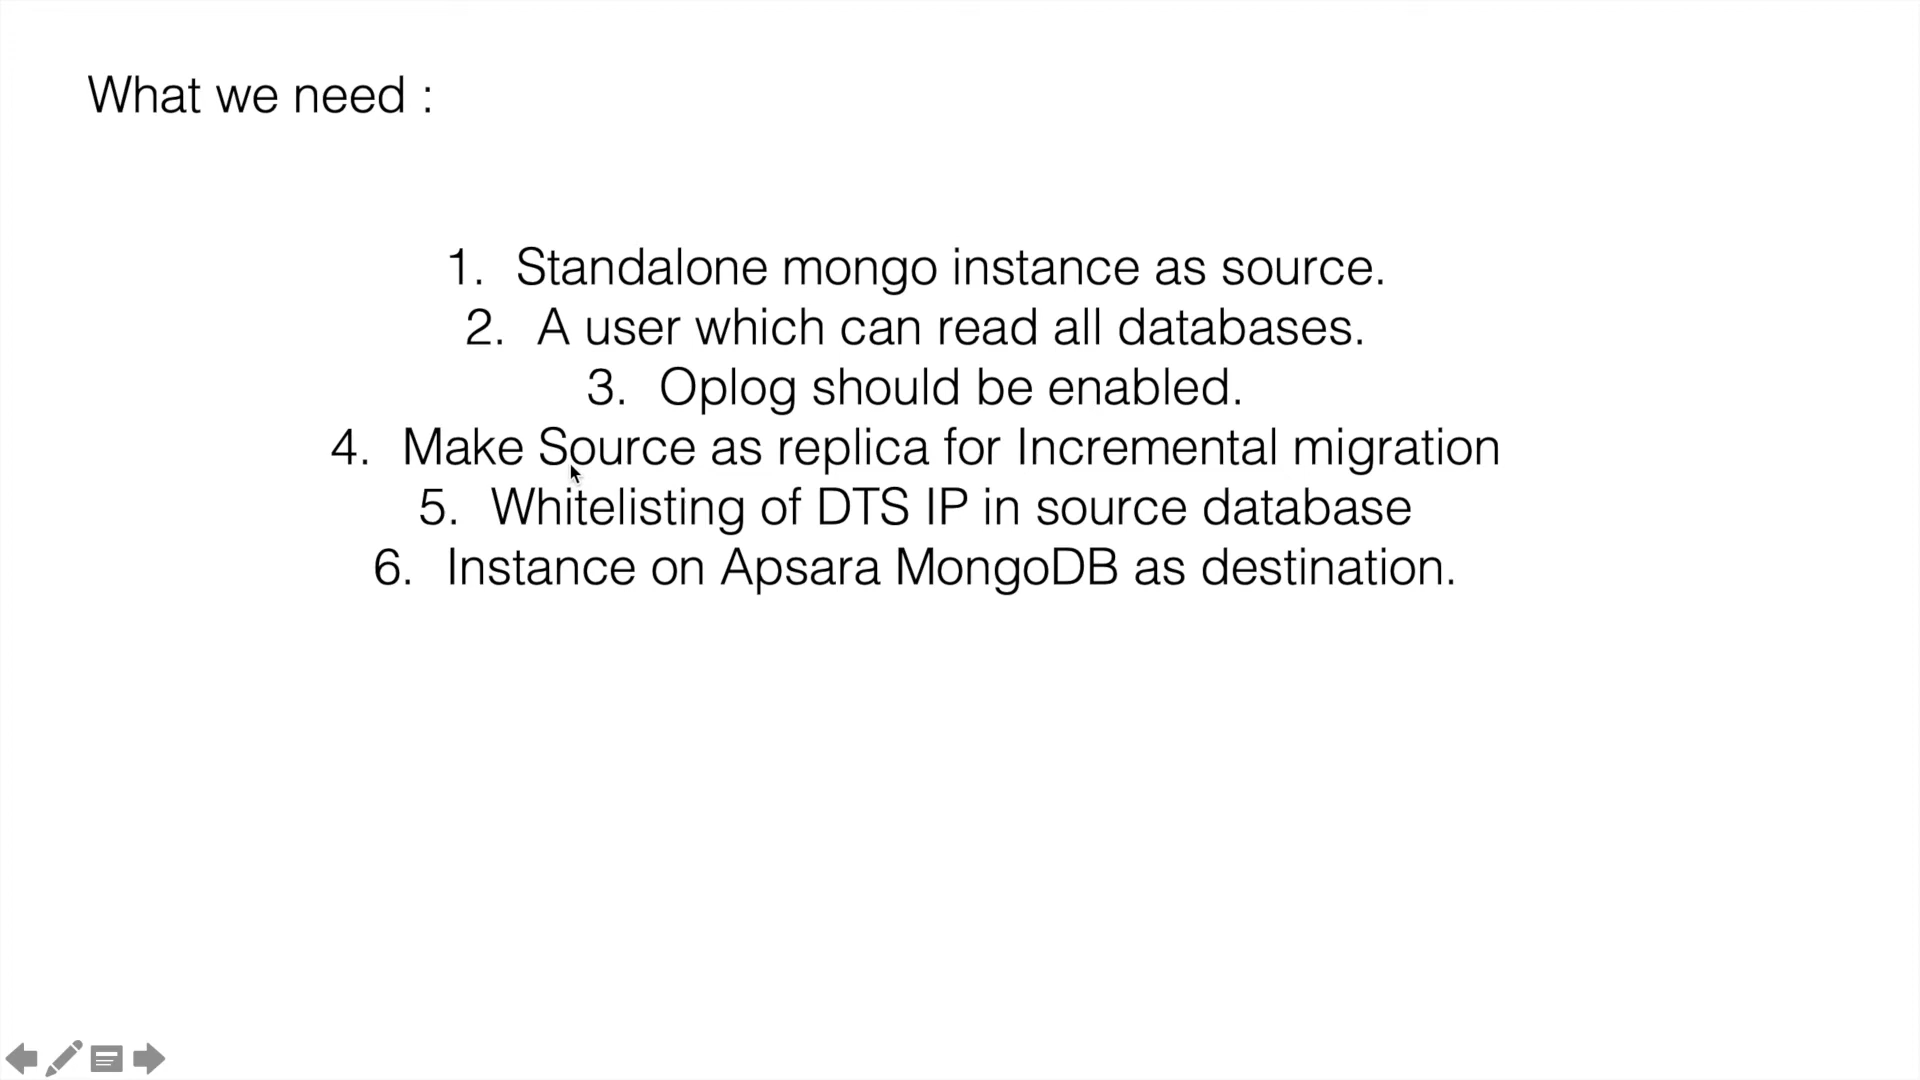 What we need :
1. Standalone mongo instance as source.
2. A user which can read all databases.
3. Oplog should be enabled.
4. Make Source as replica for Incremental migration
5. Whitelisting of DTS IP in source database
6. Instance on Apsara MongoDB as destination.